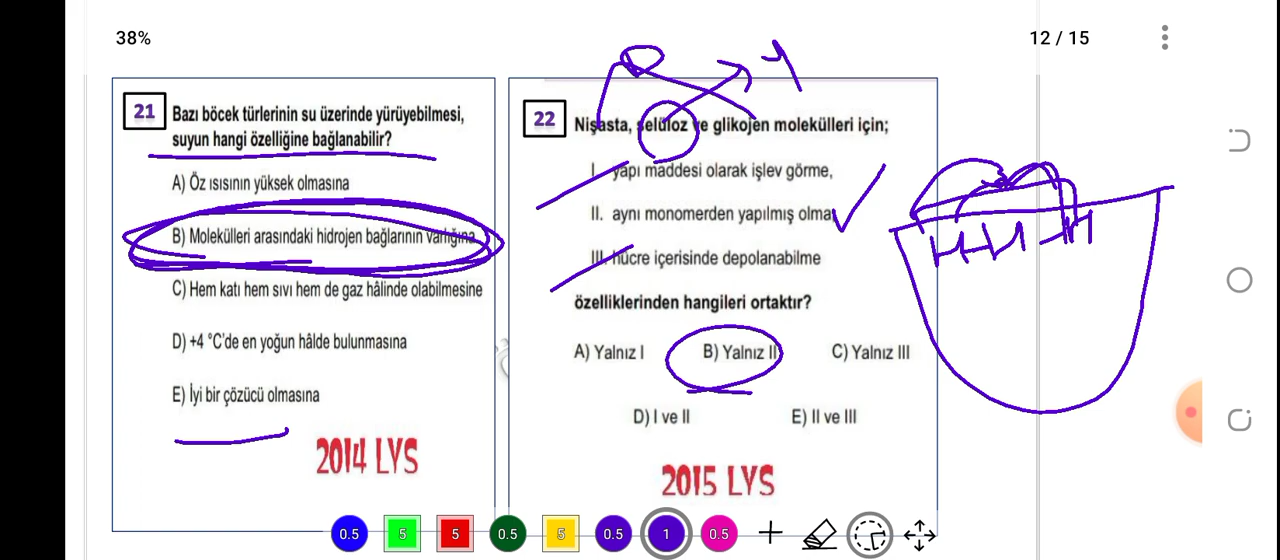 38%
12 / 15
21
Bazı böcek türlerinin su üzerinde yürüyebilmesi,
suyun hangi özelliğine bağlanabilir?
A) Öz ısısının yüksek olmasına
B) Molekülleri arasındaki hidrojen bağlarının varlığına
C) Hem katı hem sıvı hem de gaz hâlinde olabilmesine
D) +4 °C'de en yoğun hâlde bulunmasına
E) İyi bir çözücü olmasına
2014 LYS
22
Nişasta, selüloz ve glikojen molekülleri için;
I. yapı maddesi olarak işlev görme,
II. aynı monomerden yapılmış olma,
III. hücre içerisinde depolanabilme
özelliklerinden hangileri ortaktır?
A) Yalnız I
B) Yalnız II
C) Yalnız III
D) I ve II
E) II ve III
2015 LYS
0.5
5
5
0.5
5
0.5
1
0.5